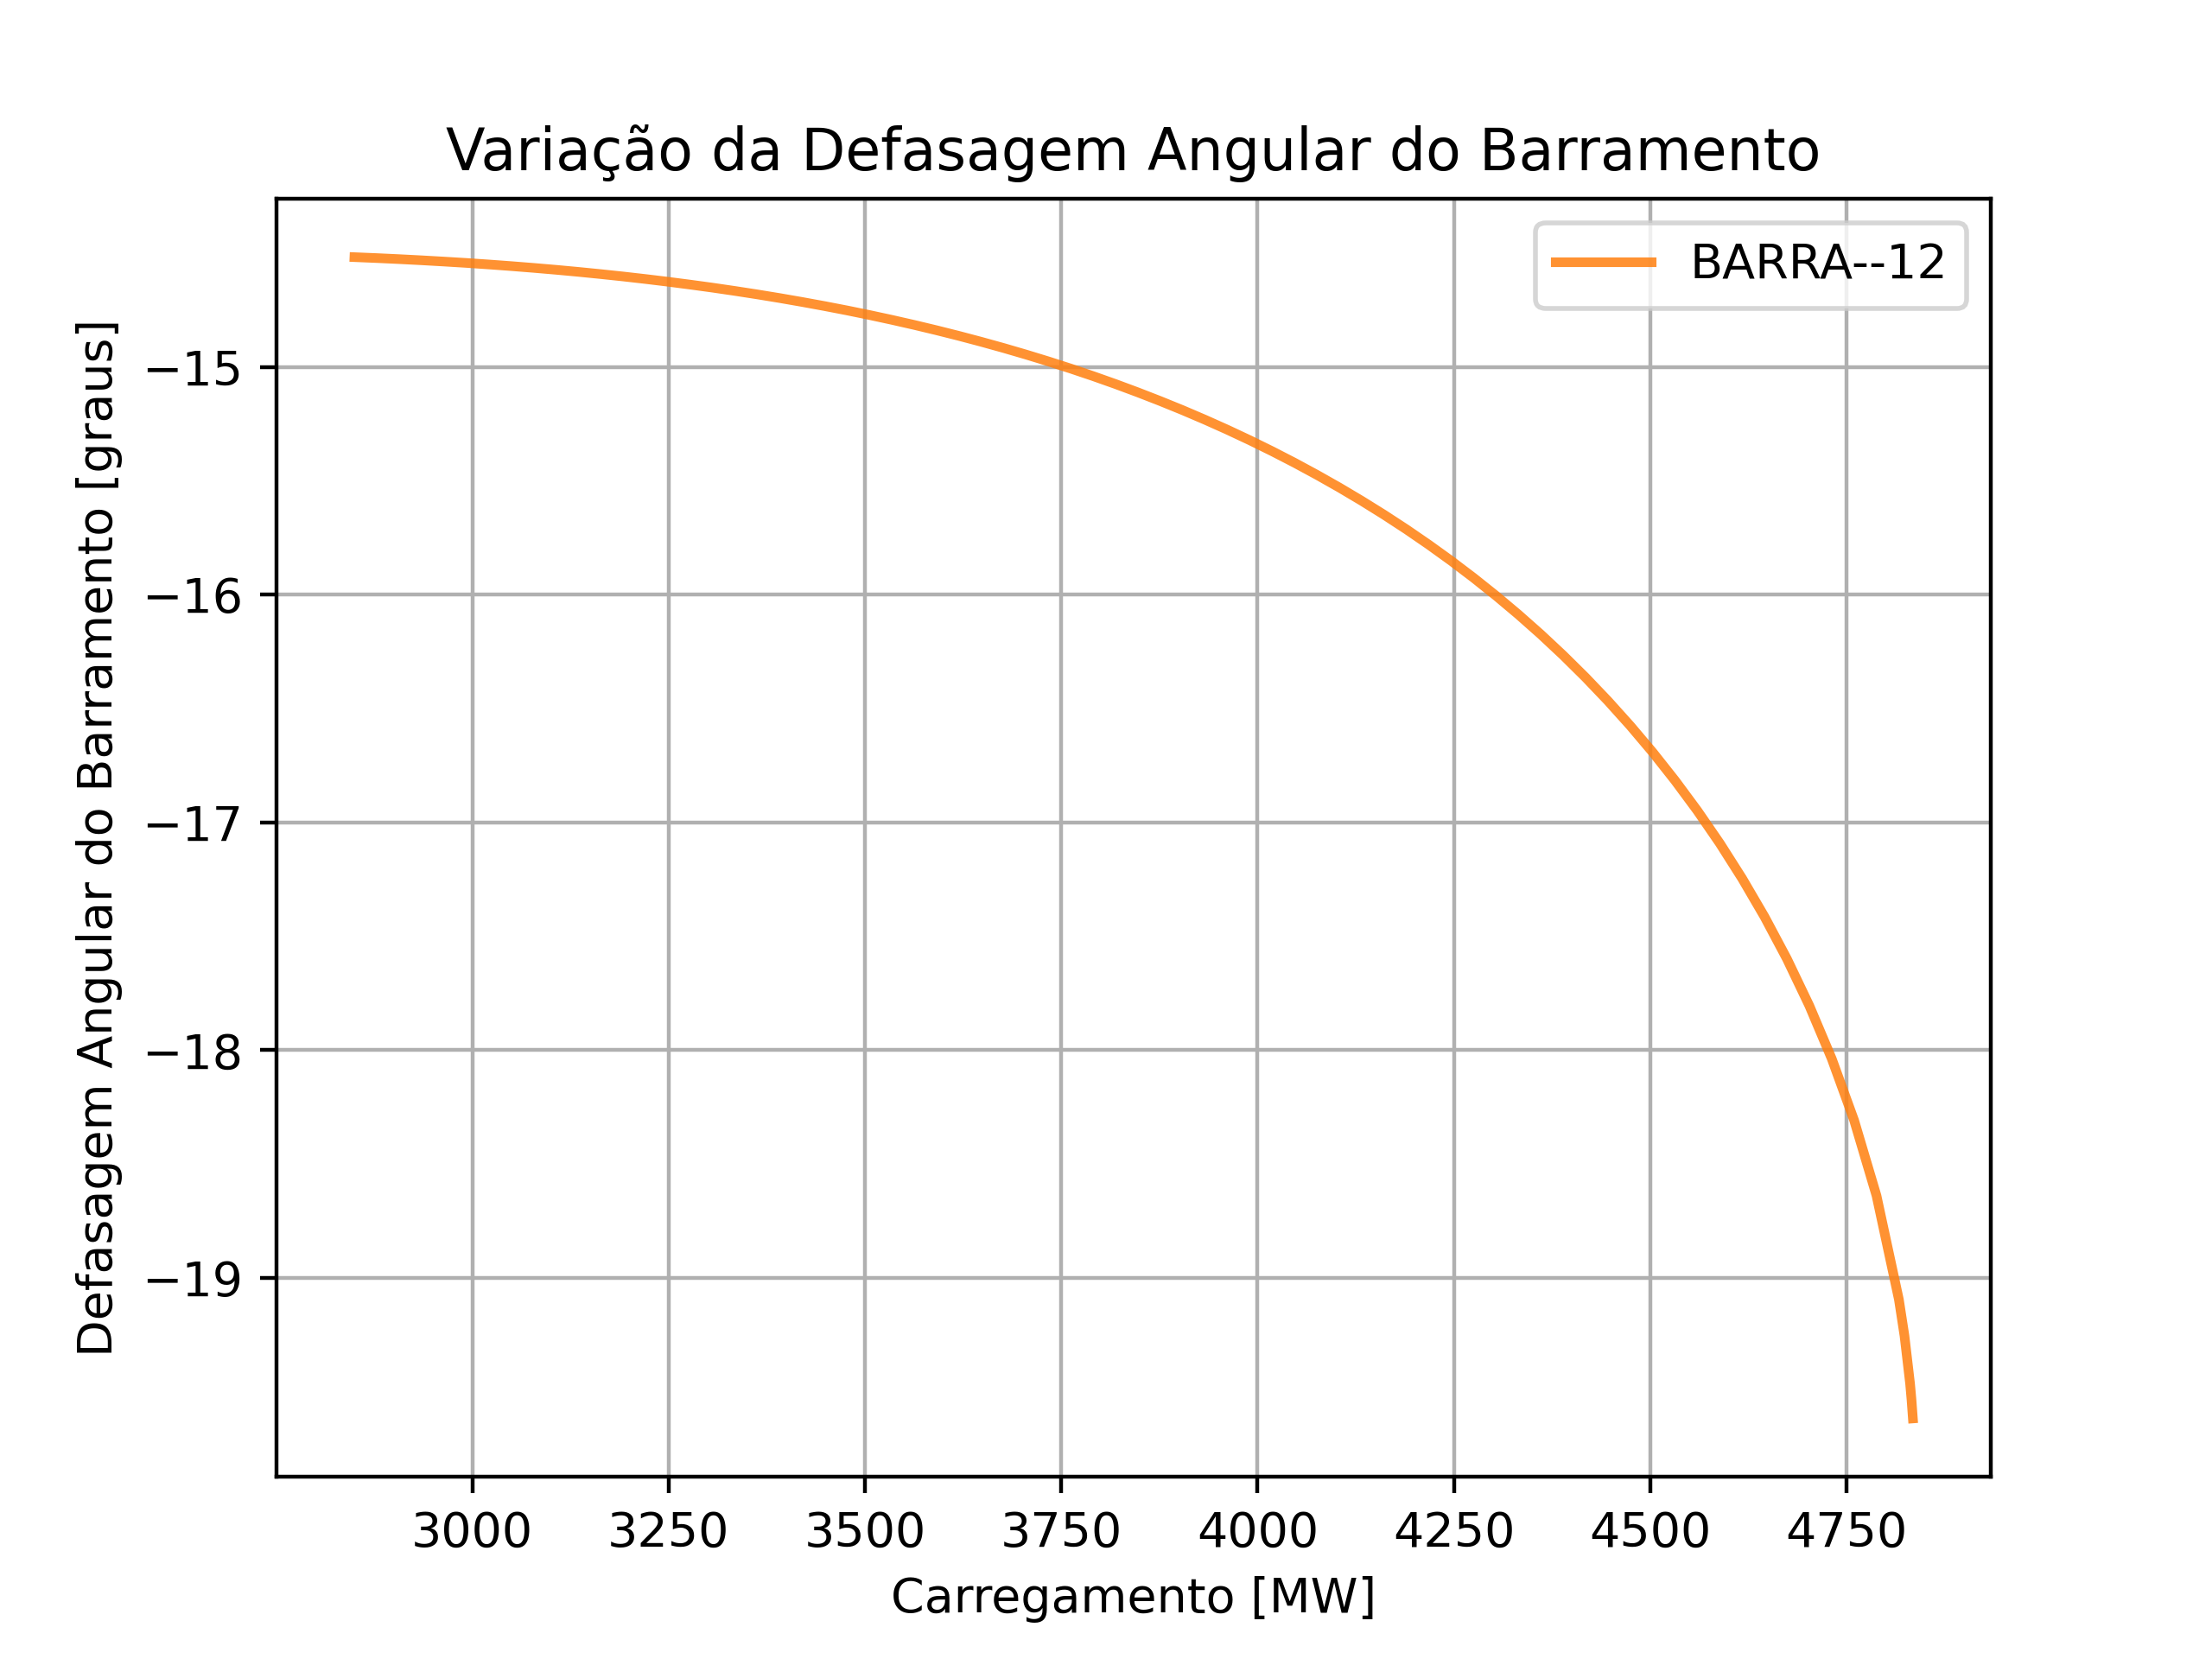 Variação da Defasagem Angular do Barramento
BARRA--12
Defasagem Angular do Barramento [graus]
−15
−16
−17
−18
−19
3000 3250 3500 3750 4000 4250 4500 4750
Carregamento [MW]